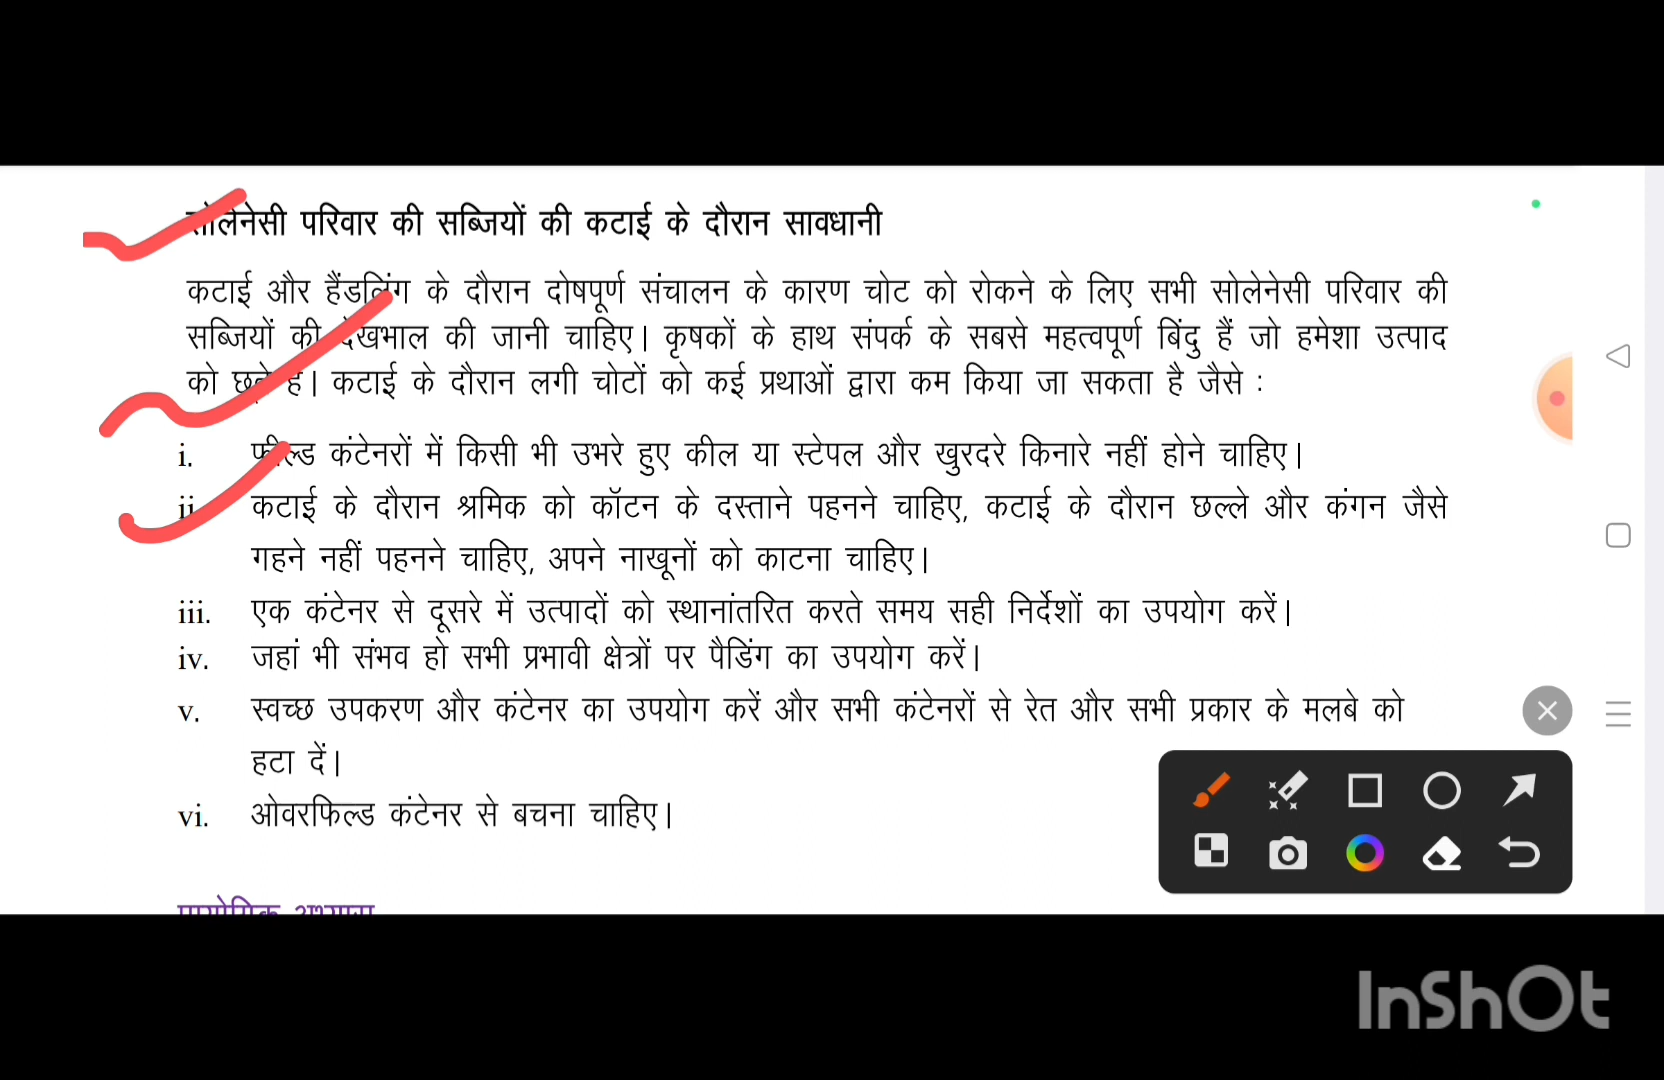 सोलेनेसी परिवार की सब्जियों की कटाई के दौरान सावधानी
कटाई और हैंडलिंग के दौरान दोषपूर्ण संचालन के कारण चोट को रोकने के लिए सभी सोलेनेसी परिवार की
सब्जियों की देखभाल की जानी चाहिए। कृषकों के हाथ संपर्क के सबसे महत्वपूर्ण बिंदु हैं जो हमेशा उत्पाद
को छूते हैं। कटाई के दौरान लगी चोटों को कई प्रथाओं द्वारा कम किया जा सकता है जैसे :
i. फील्ड कंटेनरों में किसी भी उभरे हुए कील या स्टेपल और खुरदरे किनारे नहीं होने चाहिए।
ii. कटाई के दौरान श्रमिक को कॉटन के दस्ताने पहनने चाहिए, कटाई के दौरान छल्ले और कंगन जैसे
गहने नहीं पहनने चाहिए, अपने नाखूनों को काटना चाहिए।
iii. एक कंटेनर से दूसरे में उत्पादों को स्थानांतरित करते समय सही निर्देशों का उपयोग करें।
iv. जहां भी संभव हो सभी प्रभावी क्षेत्रों पर पैडिंग का उपयोग करें।
v. स्वच्छ उपकरण और कंटेनर का उपयोग करें और सभी कंटेनरों से रेत और सभी प्रकार के मलबे को
हटा दें।
vi. ओवरफिल्ड कंटेनर से बचना चाहिए।
प्रायोगिक अभ्यास
InShOt